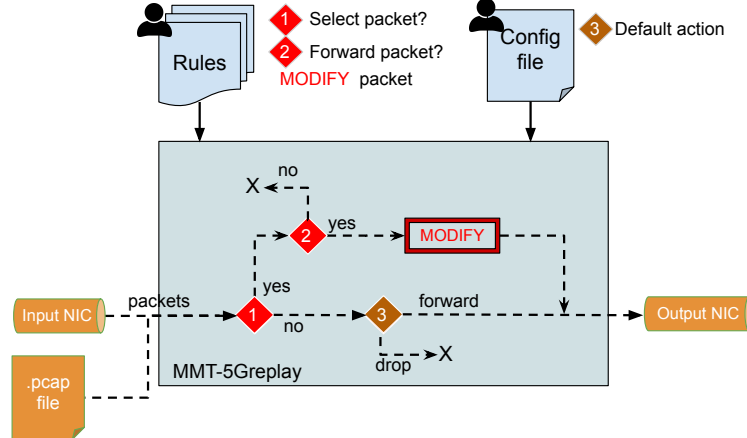 Rules
1 Select packet?
2 Forward packet?
MODIFY packet
Config
file
3 Default action
no
X
2
yes
MODIFY
yes
packets
Input NIC
1
no
3
forward
Output NIC
drop
X
MMT-5Greplay
.pcap
file